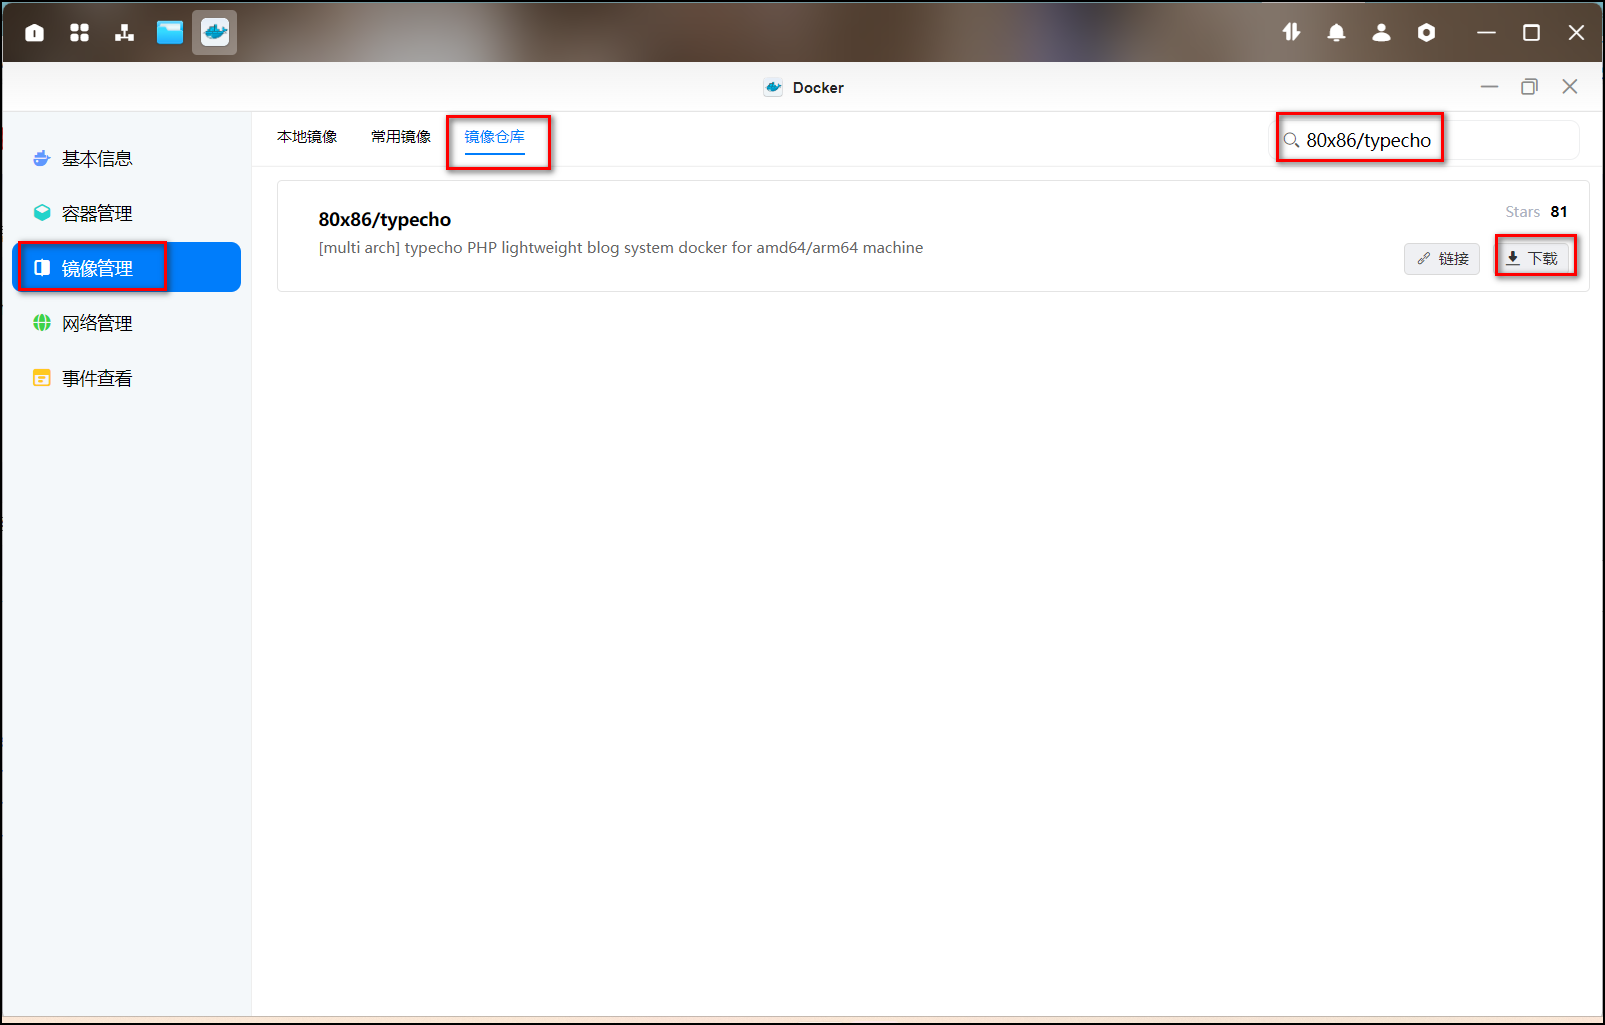 Docker
基本信息
容器管理
镜像管理
网络管理
事件查看
本地镜像 常用镜像 镜像仓库
80x86/typecho
80x86/typecho
Stars 81
[multi arch] typecho PHP lightweight blog system docker for amd64/arm64 machine
链接 下载